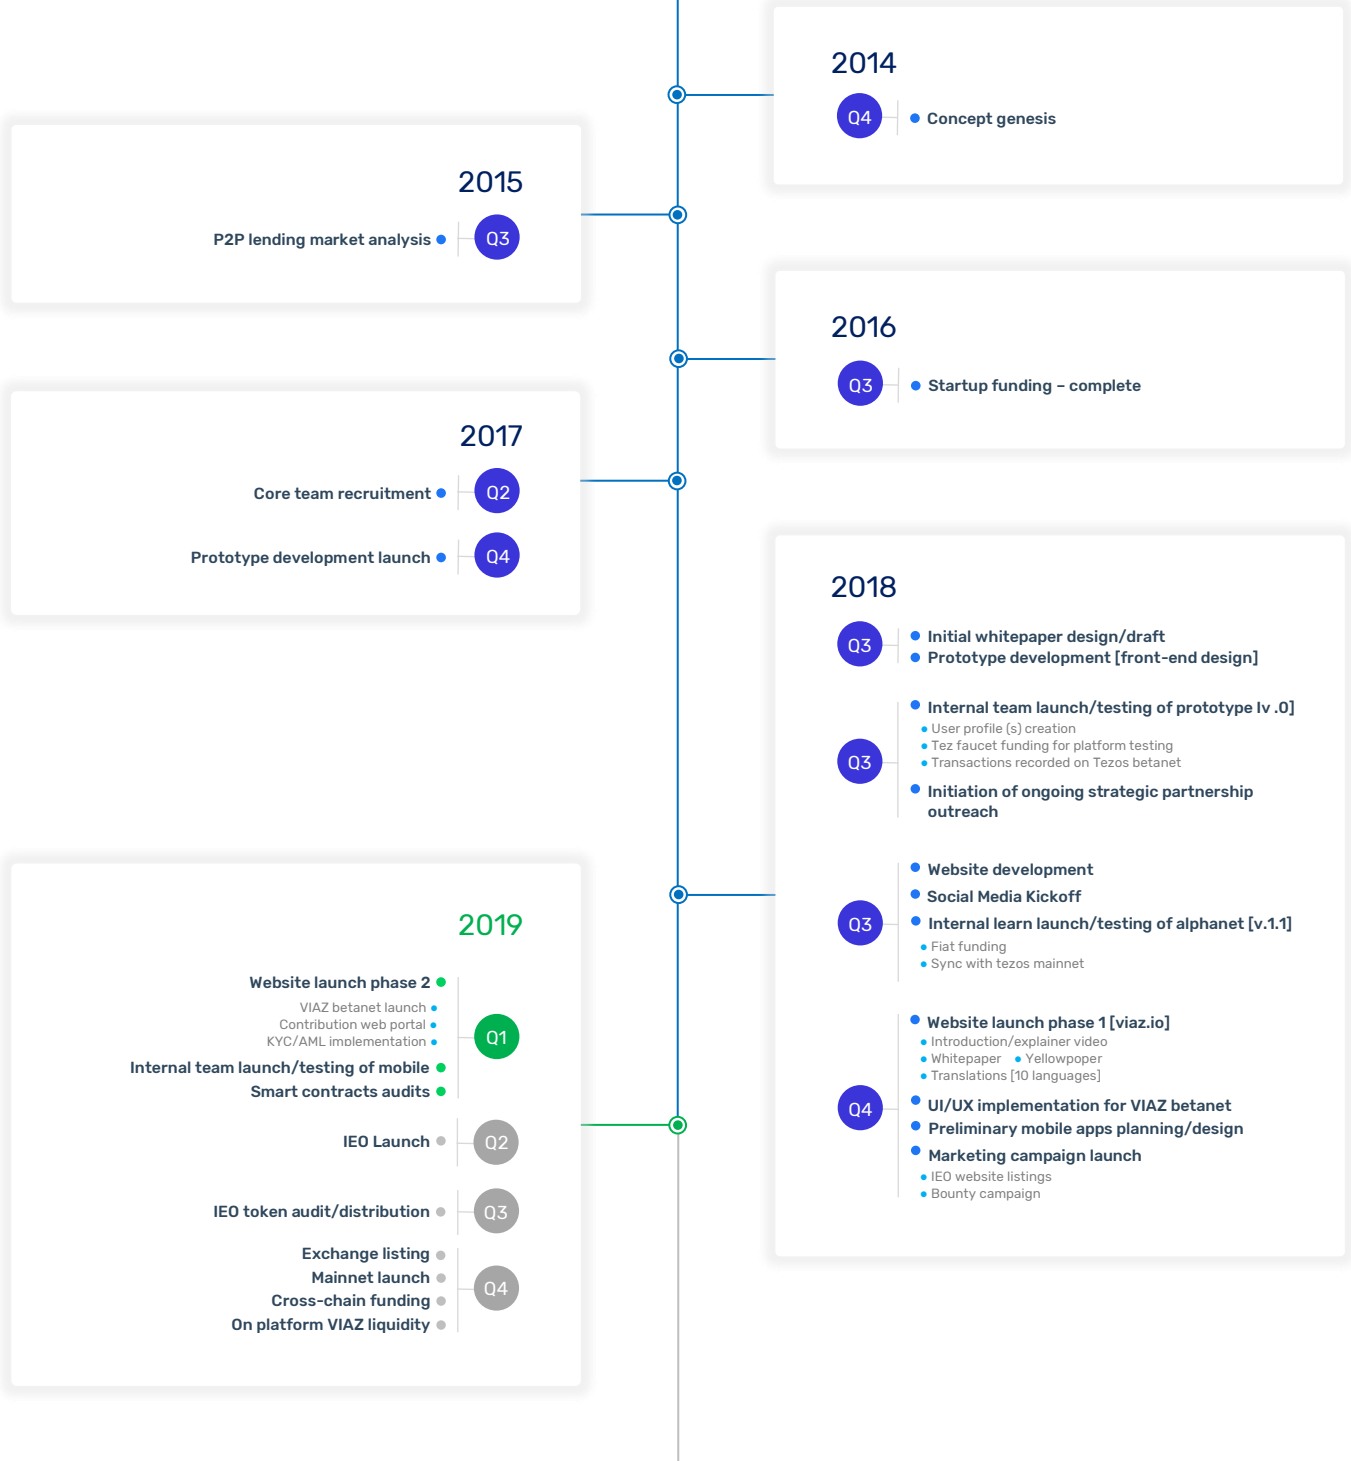 2014
Q4
Concept genesis
2015
P2P lending market analysis
Q3
2016
Q3
Startup funding – complete
2017
Core team recruitment
Q2
Prototype development launch
Q4
2018
Q3
Initial whitepaper design/draft
Prototype development [front-end design]
Q3
Internal team launch/testing of prototype lv .0]
User profile (s) creation
Tez faucet funding for platform testing
Transactions recorded on Tezos betanet
Initiation of ongoing strategic partnership
outreach
Q3
Website development
Social Media Kickoff
Internal learn launch/testing of alphanet [v.1.1]
Fiat funding
Sync with tezos mainnet
Q4
Website launch phase 1 [viaz.io]
Introduction/explainer video
Whitepaper Yellowpoper
Translations [10 languages]
UI/UX implementation for VIAZ betanet
Preliminary mobile apps planning/design
Marketing campaign launch
IEO website listings
Bounty campaign
2019
Website launch phase 2
VIAZ betanet launch
Contribution web portal
KYC/AML implementation
Q1
Internal team launch/testing of mobile
Smart contracts audits
IEO Launch
Q2
IEO token audit/distribution
Q3
Exchange listing
Mainnet launch
Q4
Cross-chain funding
On platform VIAZ liquidity